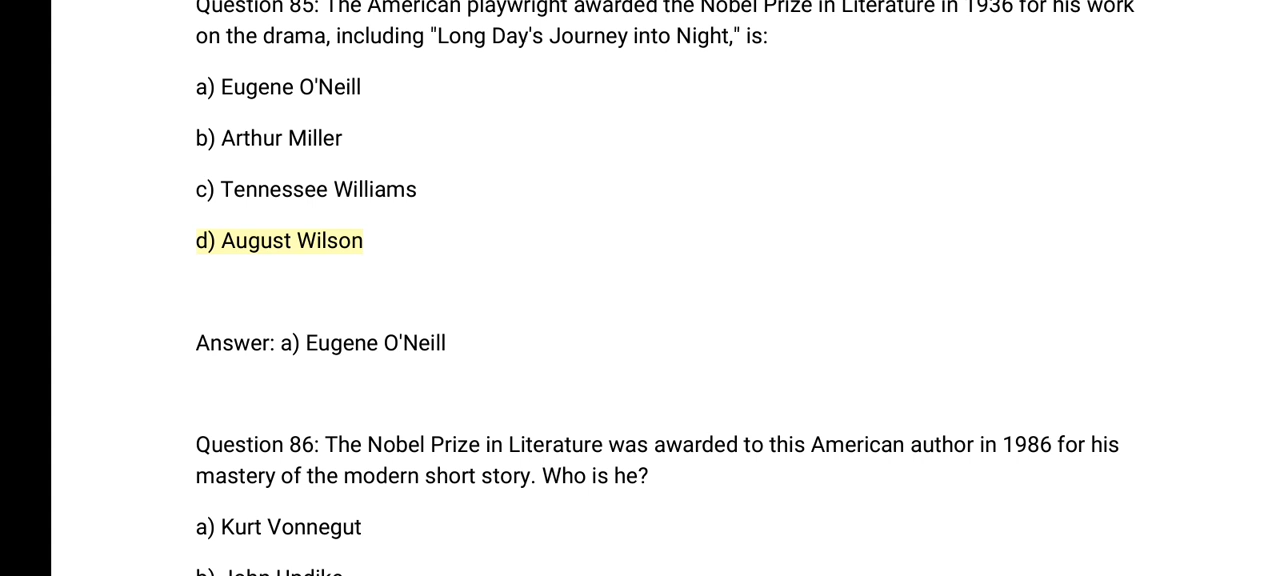 Question 85: The American playwright awarded the Nobel Prize in Literature in 1936 for his work
on the drama, including "Long Day's Journey into Night," is:
a) Eugene O'Neill
b) Arthur Miller
c) Tennessee Williams
d) August Wilson
Answer: a) Eugene O'Neill
Question 86: The Nobel Prize in Literature was awarded to this American author in 1986 for his
mastery of the modern short story. Who is he?
a) Kurt Vonnegut
b) John Updike